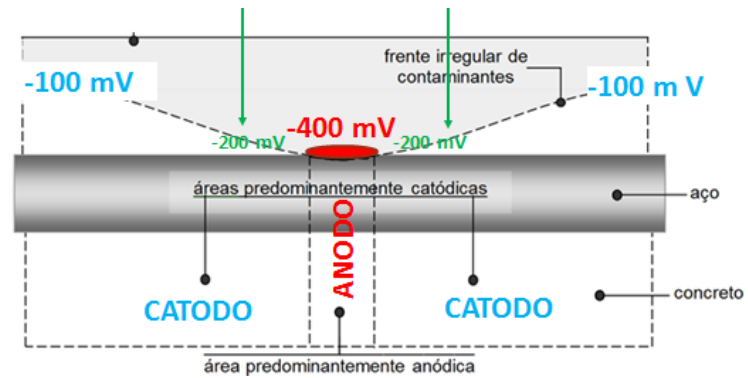 frente irregular de
contaminantes
-100 mV
-100 m V
-400 mV
-200 mV
-200 mV
áreas predominantemente catódicas
aço
ANODO
concreto
CATODO
CATODO
área predominantemente anódica